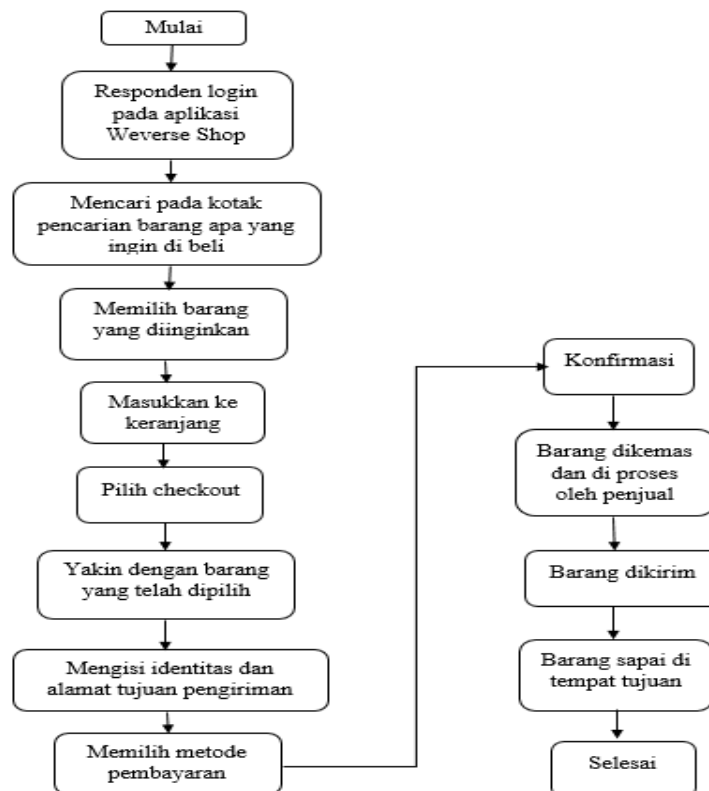 Mulai
Responden login
pada aplikasi
Weverse Shop
Mencari pada kotak
pencarian barang apa yang
ingin di beli
Memilih barang
yang diinginkan
Masukkan ke
keranjang
Pilih checkout
Yakin dengan barang
yang telah dipilih
Mengisi identitas dan
alamat tujuan pengiriman
Memilih metode
pembayaran
Konfirmasi
Barang dikemas
dan di proses
oleh penjual
Barang dikirim
Barang sapai di
tempat tujuan
Selesai